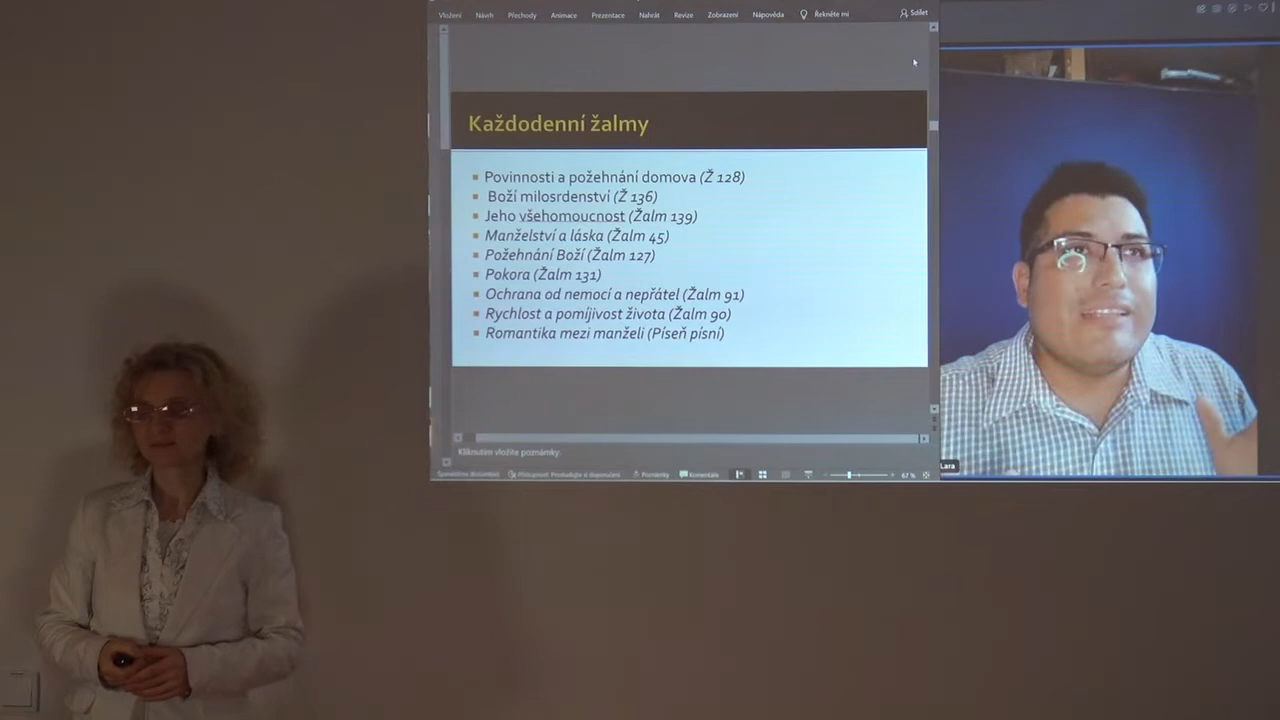 Vložení Návrh Přechody Animace Prezentace Nahrát Revize Zobrazení Nápověda Řekněte mi Sdílet
Každodenní žalmy
Povinnosti a požehnání domova (Ž 128)
Boží milosrdenství (Ž 136)
Jeho všehomoucnost (Žalm 139)
Manželství a láska (Žalm 45)
Požehnání Boží (Žalm 127)
Pokora (Žalm 131)
Ochrana od nemocí a nepřátel (Žalm 91)
Rychlost a pomíjivost života (Žalm 90)
Romantika mezi manželi (Píseň písní)
Kliknutím vložíte poznámky.
Lara
Poznámky Komentáře 67 %